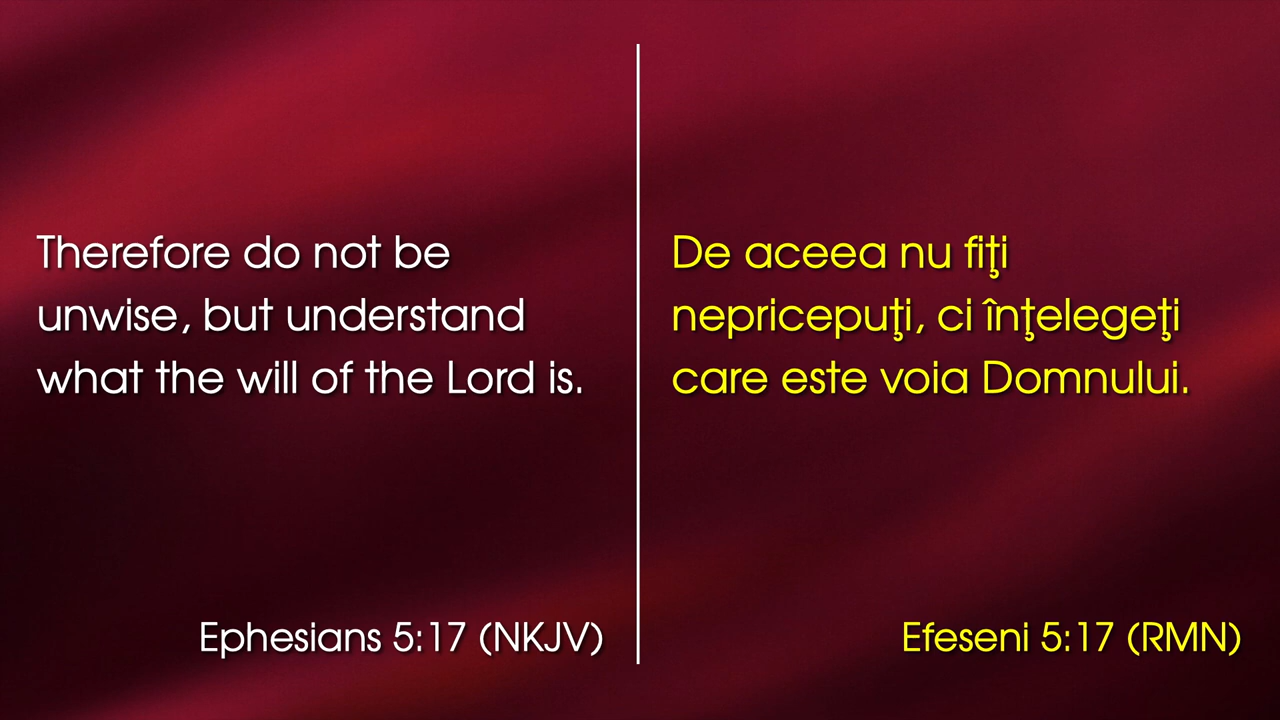 Therefore do not be
unwise, but understand
what the will of the Lord is.
Ephesians 5:17 (NKJV)
De aceea nu fiţi
nepricepuţi, ci înţelegeţi
care este voia Domnului.
Efeseni 5:17 (RMN)